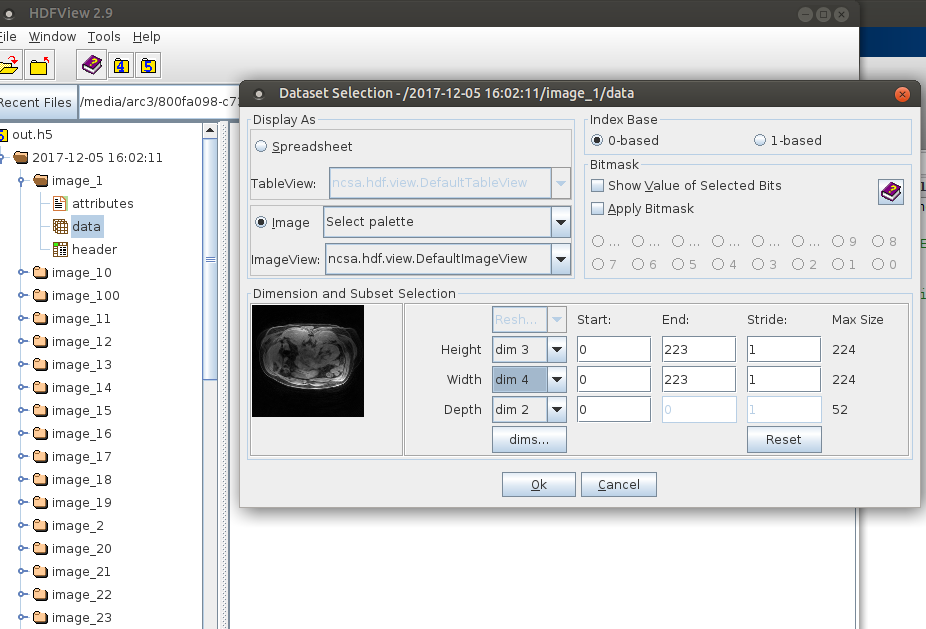 HDFView 2.9
File Window Tools Help
4 5
Recent Files /media/arc3/800fa098-c7
out.h5
2017-12-05 16:02:11
image_1
attributes
data
header
image_10
image_100
image_11
image_12
image_13
image_14
image_15
image_16
image_17
image_18
image_19
image_2
image_20
image_21
image_22
image_23
Dataset Selection - /2017-12-05 16:02:11/image_1/data
Display As
Spreadsheet
TableView: ncsa.hdf.view.DefaultTableView
Image Select palette
ImageView: ncsa.hdf.view.DefaultImageView
Index Base
0-based 1-based
Bitmask
Show Value of Selected Bits
Apply Bitmask
... ... ... ... ... ... 9 8
7 6 5 4 3 2 1 0
Dimension and Subset Selection
Resh... Start: End: Stride: Max Size
Height dim 3 0 223 1 224
Width dim 4 0 223 1 224
Depth dim 2 0 0 1 52
dims... Reset
Ok Cancel